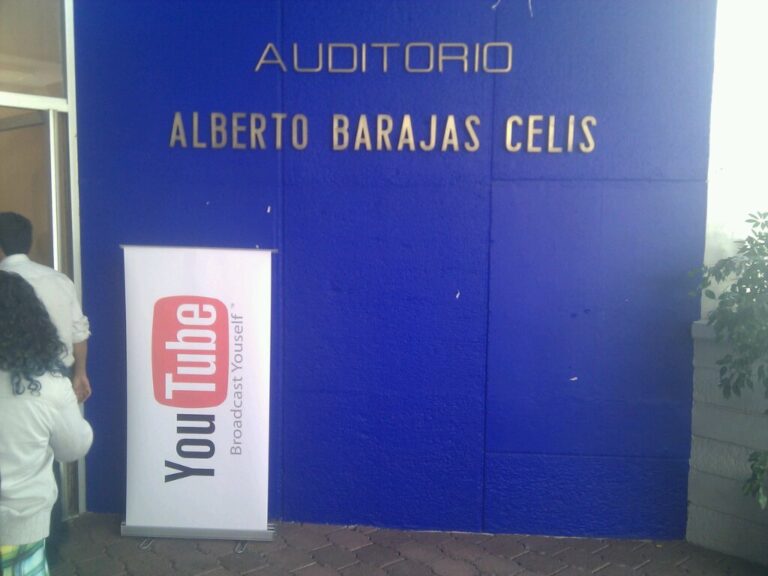 AUDITORIO
ALBERTO BARAJAS CELIS
YouTube
Broadcast Youself